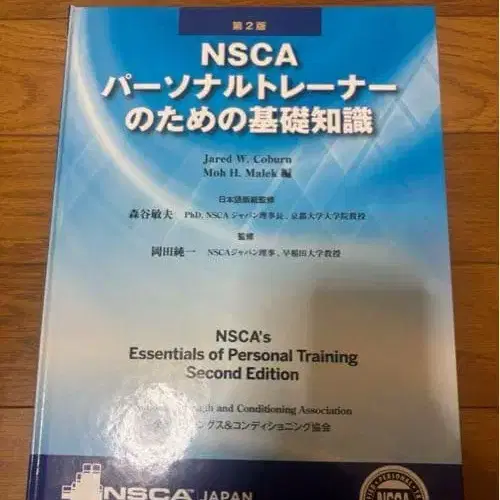 第2版
NSCA
パーソナルトレーナー
のための基礎知識
Jared W. Coburn
Moh H. Malek 編
日本語版総監修
森谷敏夫 PhD, NSCA ジャパン理事長、京都大学大学院教授
監修
岡田純一 NSCAジャパン理事、早稲田大学教授
NSCA's
Essentials of Personal Training
Second Edition
and Conditioning Association
ングス&コンディショニング協会
NSCA JAPAN